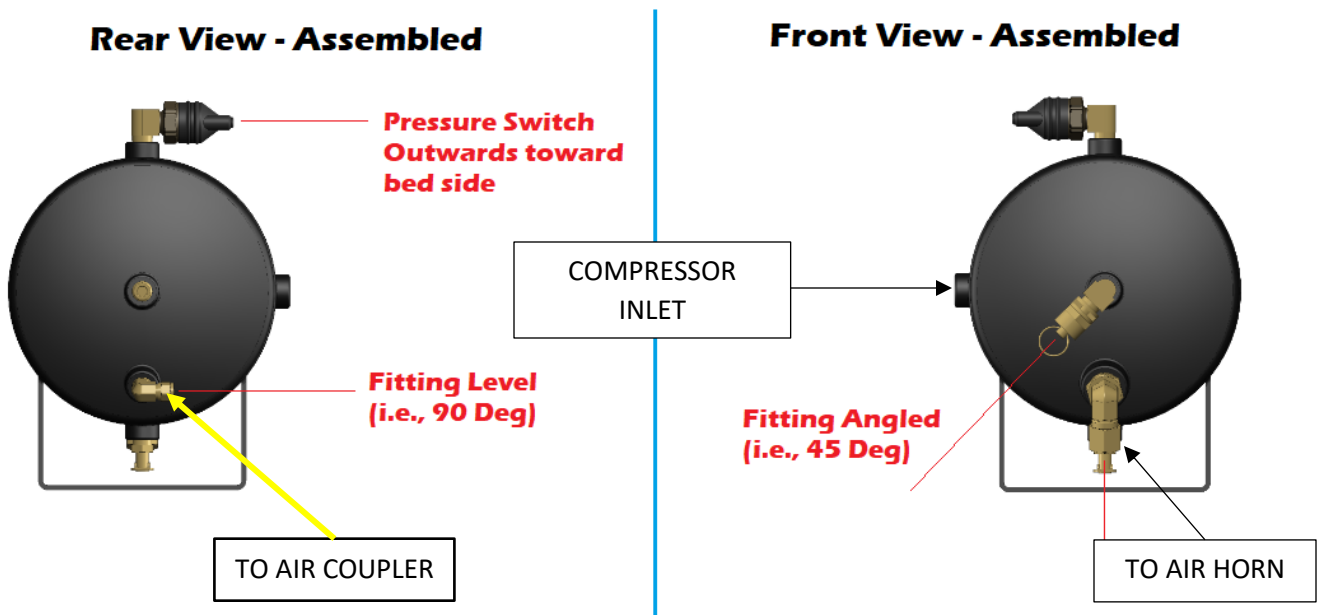 Rear View - Assembled
Pressure Switch
Outwards toward
bed side
Fitting Level
(i.e., 90 Deg)
TO AIR COUPLER
COMPRESSOR
INLET
Front View - Assembled
Fitting Angled
(i.e., 45 Deg)
TO AIR HORN